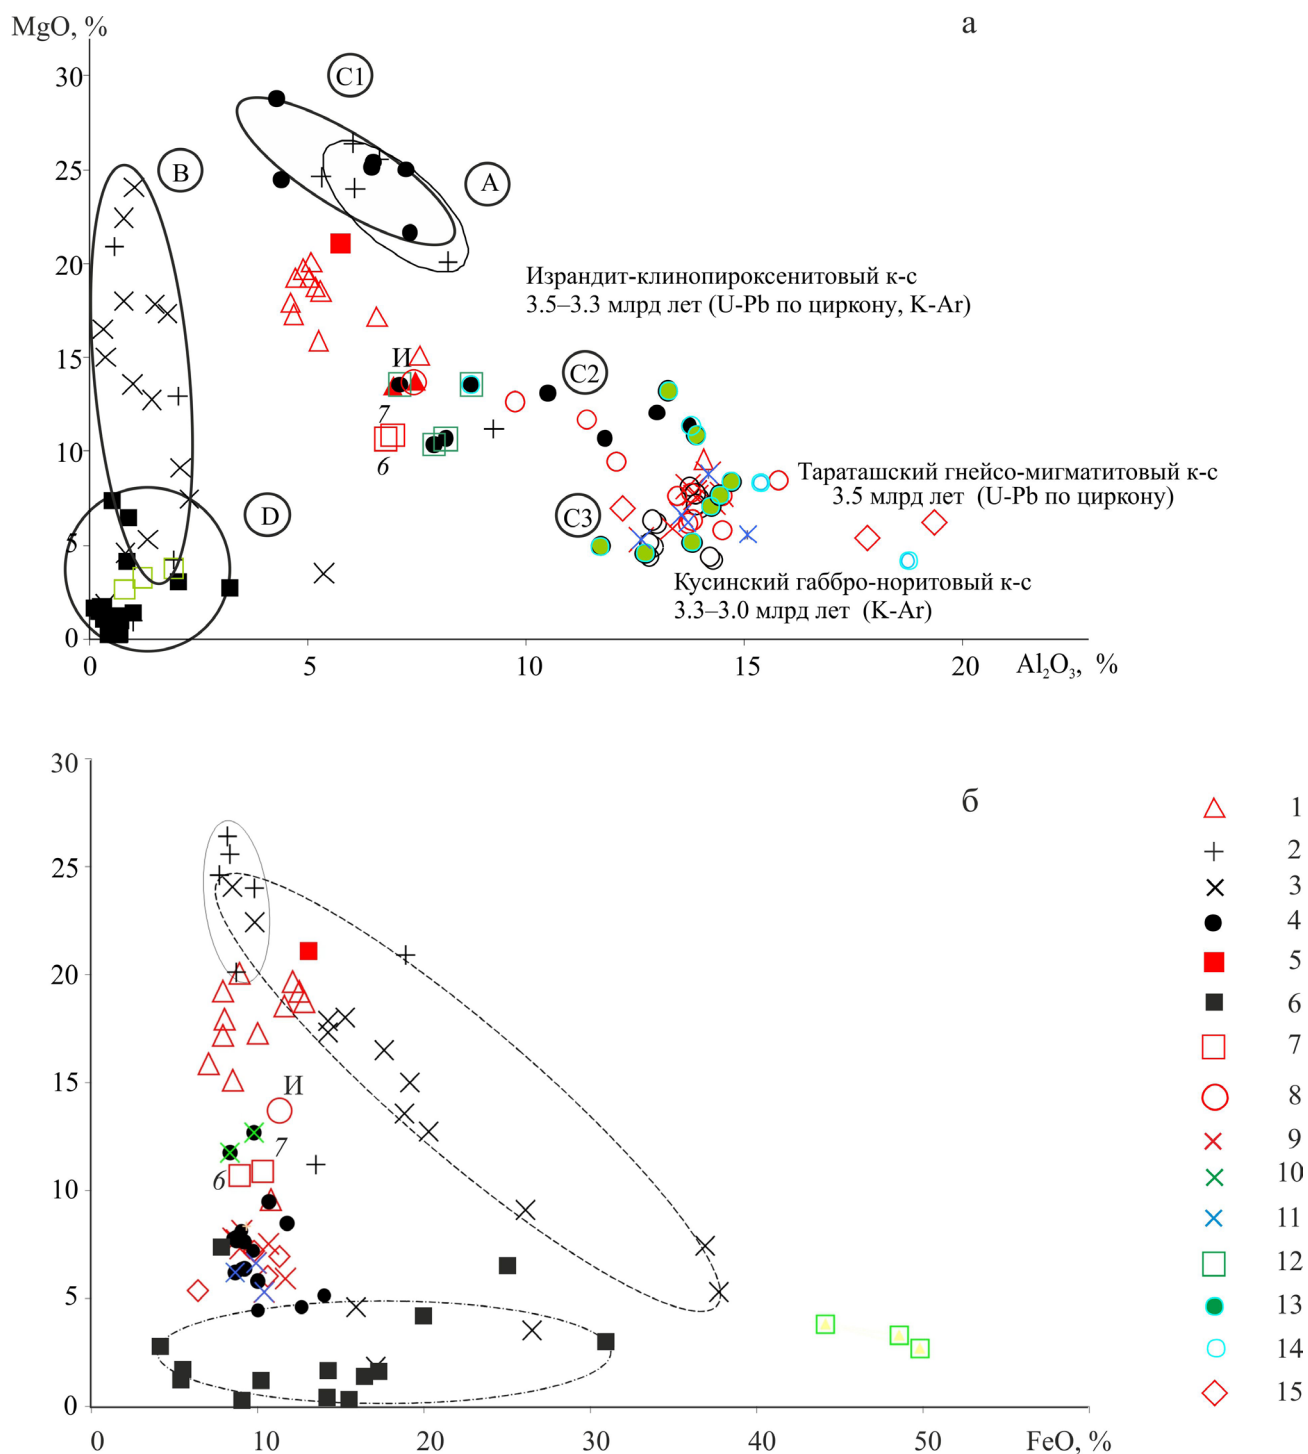 MgO, %
а
30
C1
25
B
A
20
Израндит-клинопироксенитовый к-с
3.5–3.3 млрд лет (U-Pb по циркону, K-Ar)
15
И
C2
7
10
6
Тараташский гнейсо-мигматитовый к-с
3.5 млрд лет (U-Pb по циркону)
D
C3
5
Кусинский габбро-норитовый к-с
3.3–3.0 млрд лет (K-Ar)
0
0 5 10 15 20 Al₂O₃, %
30
б
1
25
2
3
4
20
5
6
15
И
7
7
8
6
10
9
10
11
5
12
13
14
0
15
0 10 20 30 40 50 FeO, %